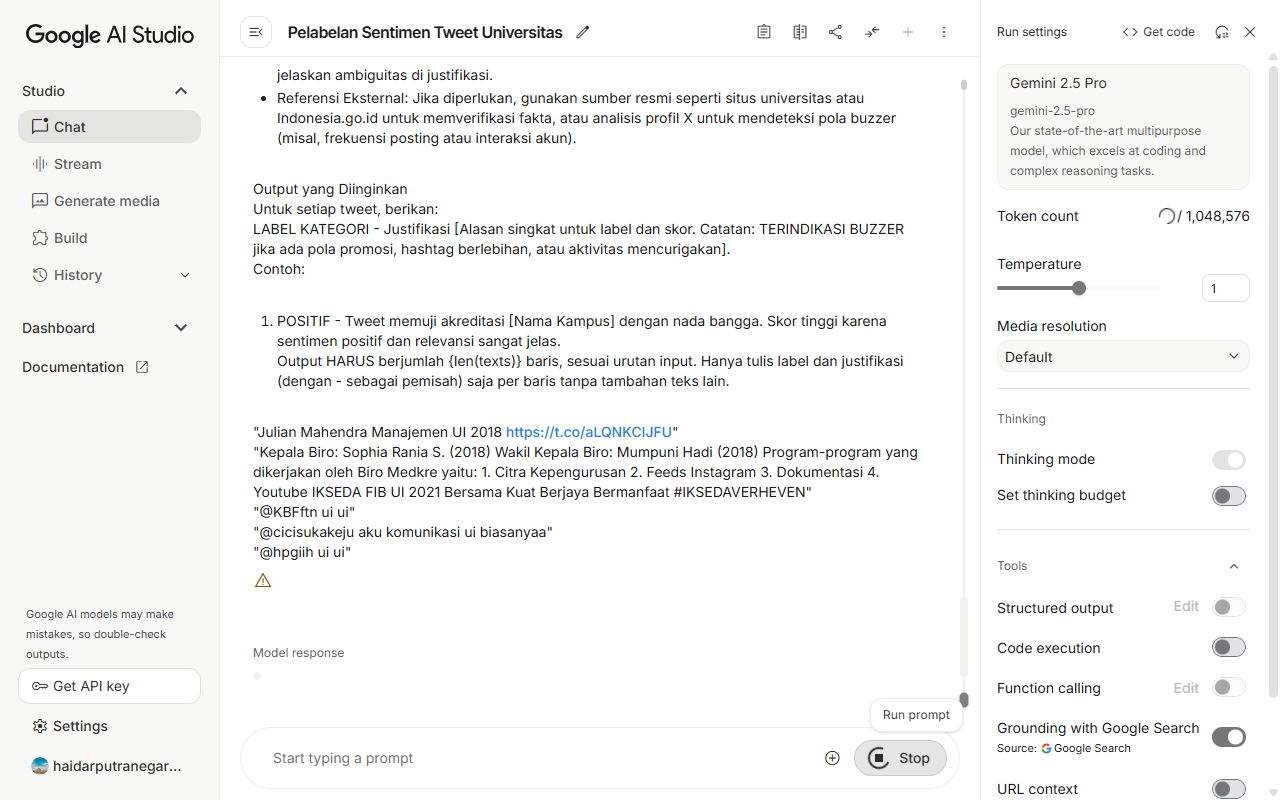 Google AI Studio
Studio
Chat
Stream
Generate media
Build
History
Dashboard
Documentation
Google AI models may make
mistakes, so double-check
outputs.
Get API key
Settings
haidarputranegar...
Pelabelan Sentimen Tweet Universitas
jelaskan ambiguitas di justifikasi.
• Referensi Eksternal: Jika diperlukan, gunakan sumber resmi seperti situs universitas atau
Indonesia.go.id untuk memverifikasi fakta, atau analisis profil X untuk mendeteksi pola buzzer
(misal, frekuensi posting atau interaksi akun).
Output yang Diinginkan
Untuk setiap tweet, berikan:
LABEL KATEGORI - Justifikasi [Alasan singkat untuk label dan skor. Catatan: TERINDIKASI BUZZER
jika ada pola promosi, hashtag berlebihan, atau aktivitas mencurigakan].
Contoh:
1. POSITIF - Tweet memuji akreditasi [Nama Kampus] dengan nada bangga. Skor tinggi karena
sentimen positif dan relevansi sangat jelas.
Output HARUS berjumlah {len(texts)} baris, sesuai urutan input. Hanya tulis label dan justifikasi
(dengan - sebagai pemisah) saja per baris tanpa tambahan teks lain.
"Julian Mahendra Manajemen UI 2018 https://t.co/aLQNKCIJFU"
"Kepala Biro: Sophia Rania S. (2018) Wakil Kepala Biro: Mumpuni Hadi (2018) Program-program yang
dikerjakan oleh Biro Medkre yaitu: 1. Citra Kepengurusan 2. Feeds Instagram 3. Dokumentasi 4.
Youtube IKSEDA FIB UI 2021 Bersama Kuat Berjaya Bermanfaat #IKSEDAVERHEVEN"
"@KBFftn ui ui"
"@cicisukakeju aku komunikasi ui biasanyaa"
"@hpgiih ui ui"
Model response
Run prompt
Start typing a prompt
Stop
Run settings
Get code
Gemini 2.5 Pro
gemini-2.5-pro
Our state-of-the-art multipurpose
model, which excels at coding and
complex reasoning tasks.
Token count
/ 1,048,576
Temperature
1
Media resolution
Default
Thinking
Thinking mode
Set thinking budget
Tools
Structured output
Edit
Code execution
Function calling
Edit
Grounding with Google Search
Source: Google Search
URL context